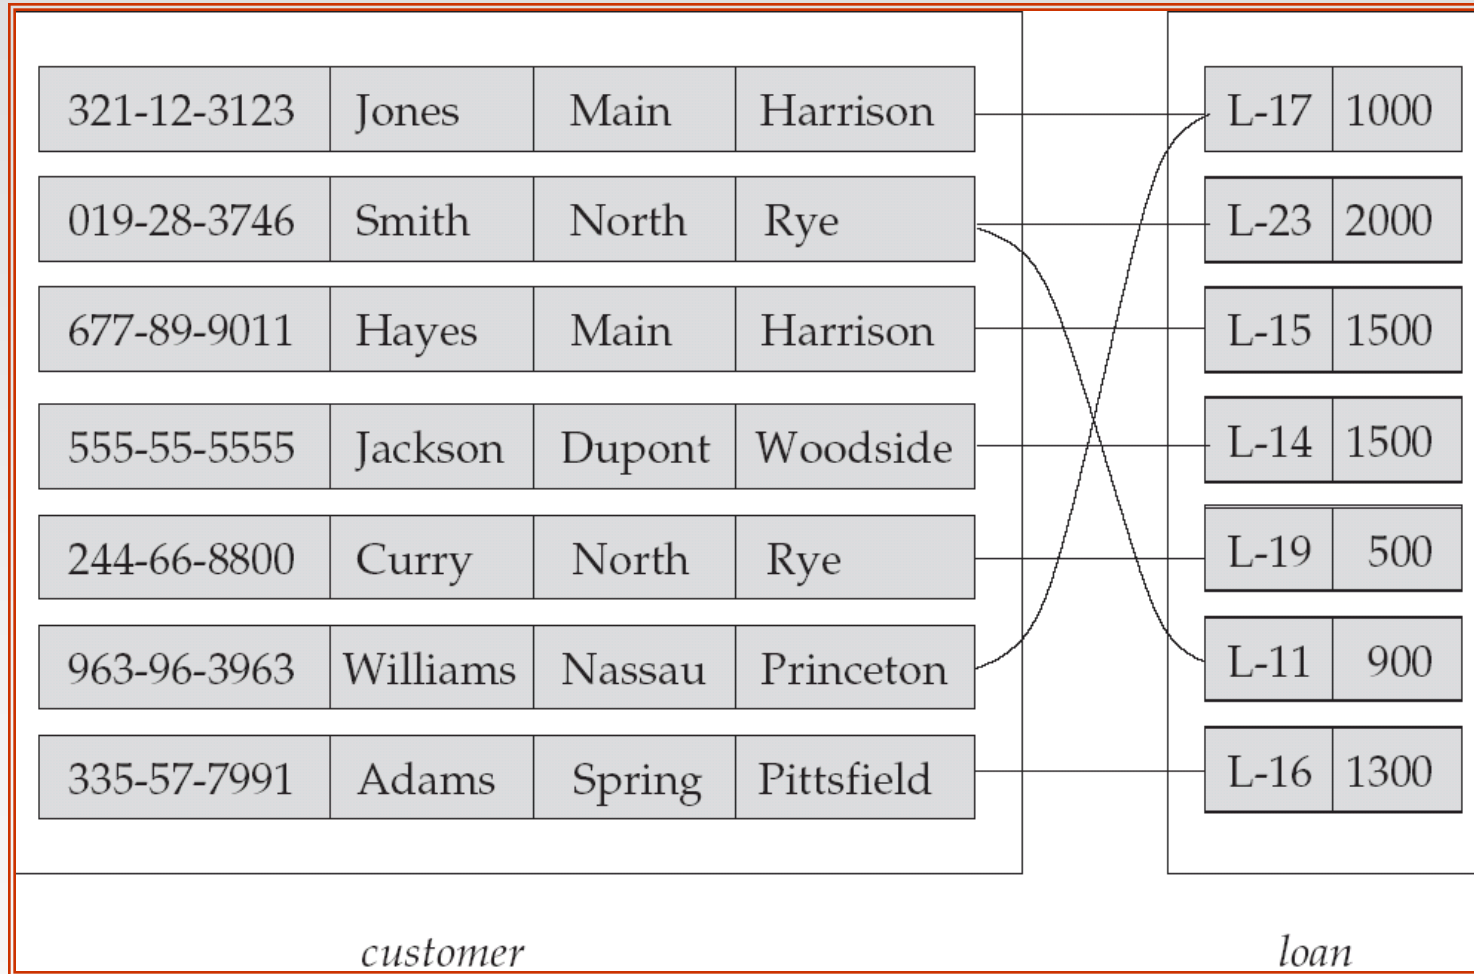 321-12-3123 Jones Main Harrison L-17 1000
019-28-3746 Smith North Rye L-23 2000
677-89-9011 Hayes Main Harrison L-15 1500
555-55-5555 Jackson Dupont Woodside L-14 1500
244-66-8800 Curry North Rye L-19 500
963-96-3963 Williams Nassau Princeton L-11 900
335-57-7991 Adams Spring Pittsfield L-16 1300
customer loan